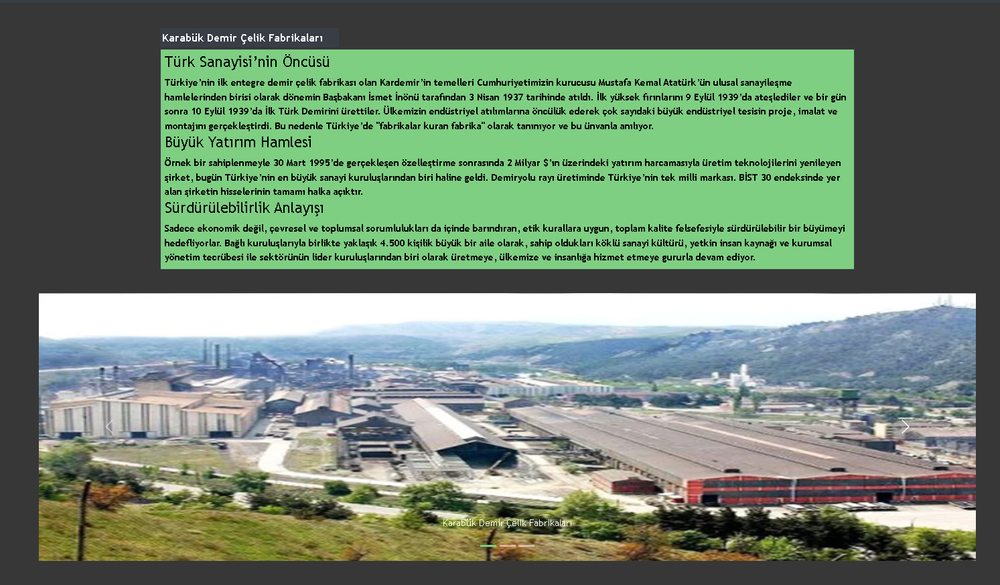 Karabük Demir Çelik Fabrikaları
Türk Sanayisi’nin Öncüsü
Türkiye’nin ilk entegre demir çelik fabrikası olan Kardemir’in temelleri Cumhuriyetimizin kurucusu Mustafa Kemal Atatürk’ün ulusal sanayileşme
hamlelerinden birisi olarak dönemin Başbakanı İsmet İnönü tarafından 3 Nisan 1937 tarihinde atıldı. İlk yüksek fırınlarını 9 Eylül 1939’da ateşlediler ve bir gün
sonra 10 Eylül 1939’da İlk Türk Demirini ürettiler. Ülkemizin endüstriyel atılımlarına öncülük ederek çok sayıdaki büyük endüstriyel tesisin proje, imalat ve
montajını gerçekleştirdi. Bu nedenle Türkiye’de "fabrikalar kuran fabrika" olarak tanınıyor ve bu ünvanla anılıyor.
Büyük Yatırım Hamlesi
Örnek bir sahiplenmeyle 30 Mart 1995’de gerçekleşen özelleştirme sonrasında 2 Milyar $’ın üzerindeki yatırım harcamasıyla üretim teknolojilerini yenileyen
şirket, bugün Türkiye’nin en büyük sanayi kuruluşlarından biri haline geldi. Demiryolu rayı üretiminde Türkiye’nin tek milli markası. BİST 30 endeksinde yer
alan şirketin hisselerinin tamamı halka açıktır.
Sürdürülebilirlik Anlayışı
Sadece ekonomik değil, çevresel ve toplumsal sorumlulukları da içinde barındıran, etik kurallara uygun, toplam kalite felsefesiyle sürdürülebilir bir büyümeyi
hedefliyorlar. Bağlı kuruluşlarıyla birlikte yaklaşık 4.500 kişilik büyük bir aile olarak, sahip oldukları köklü sanayi kültürü, yetkin insan kaynağı ve kurumsal
yönetim tecrübesi ile sektörünün lider kuruluşlarından biri olarak üretmeye, ülkemize ve insanlığa hizmet etmeye gururla devam ediyor.
Karabük Demir Çelik Fabrikaları